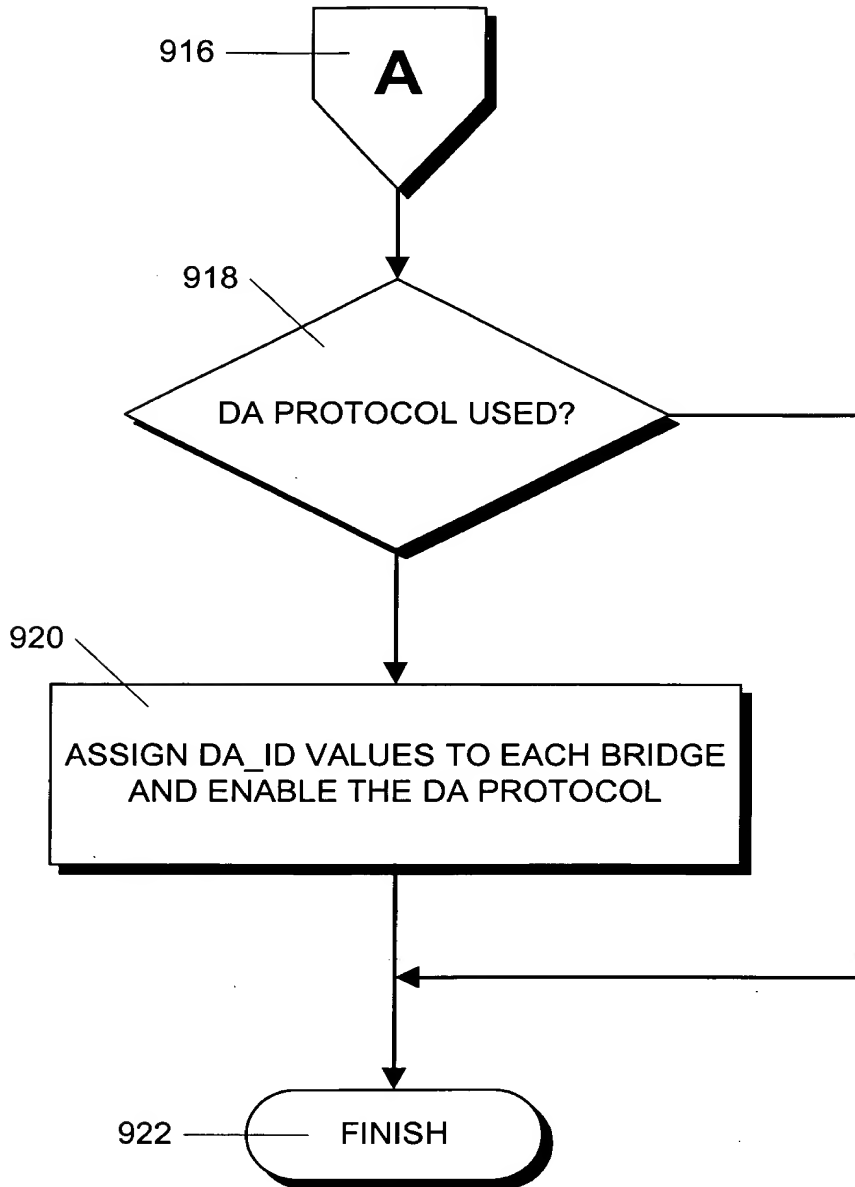 916
A
918
DA PROTOCOL USED?
920
ASSIGN DA_ID VALUES TO EACH BRIDGE
AND ENABLE THE DA PROTOCOL
922
FINISH